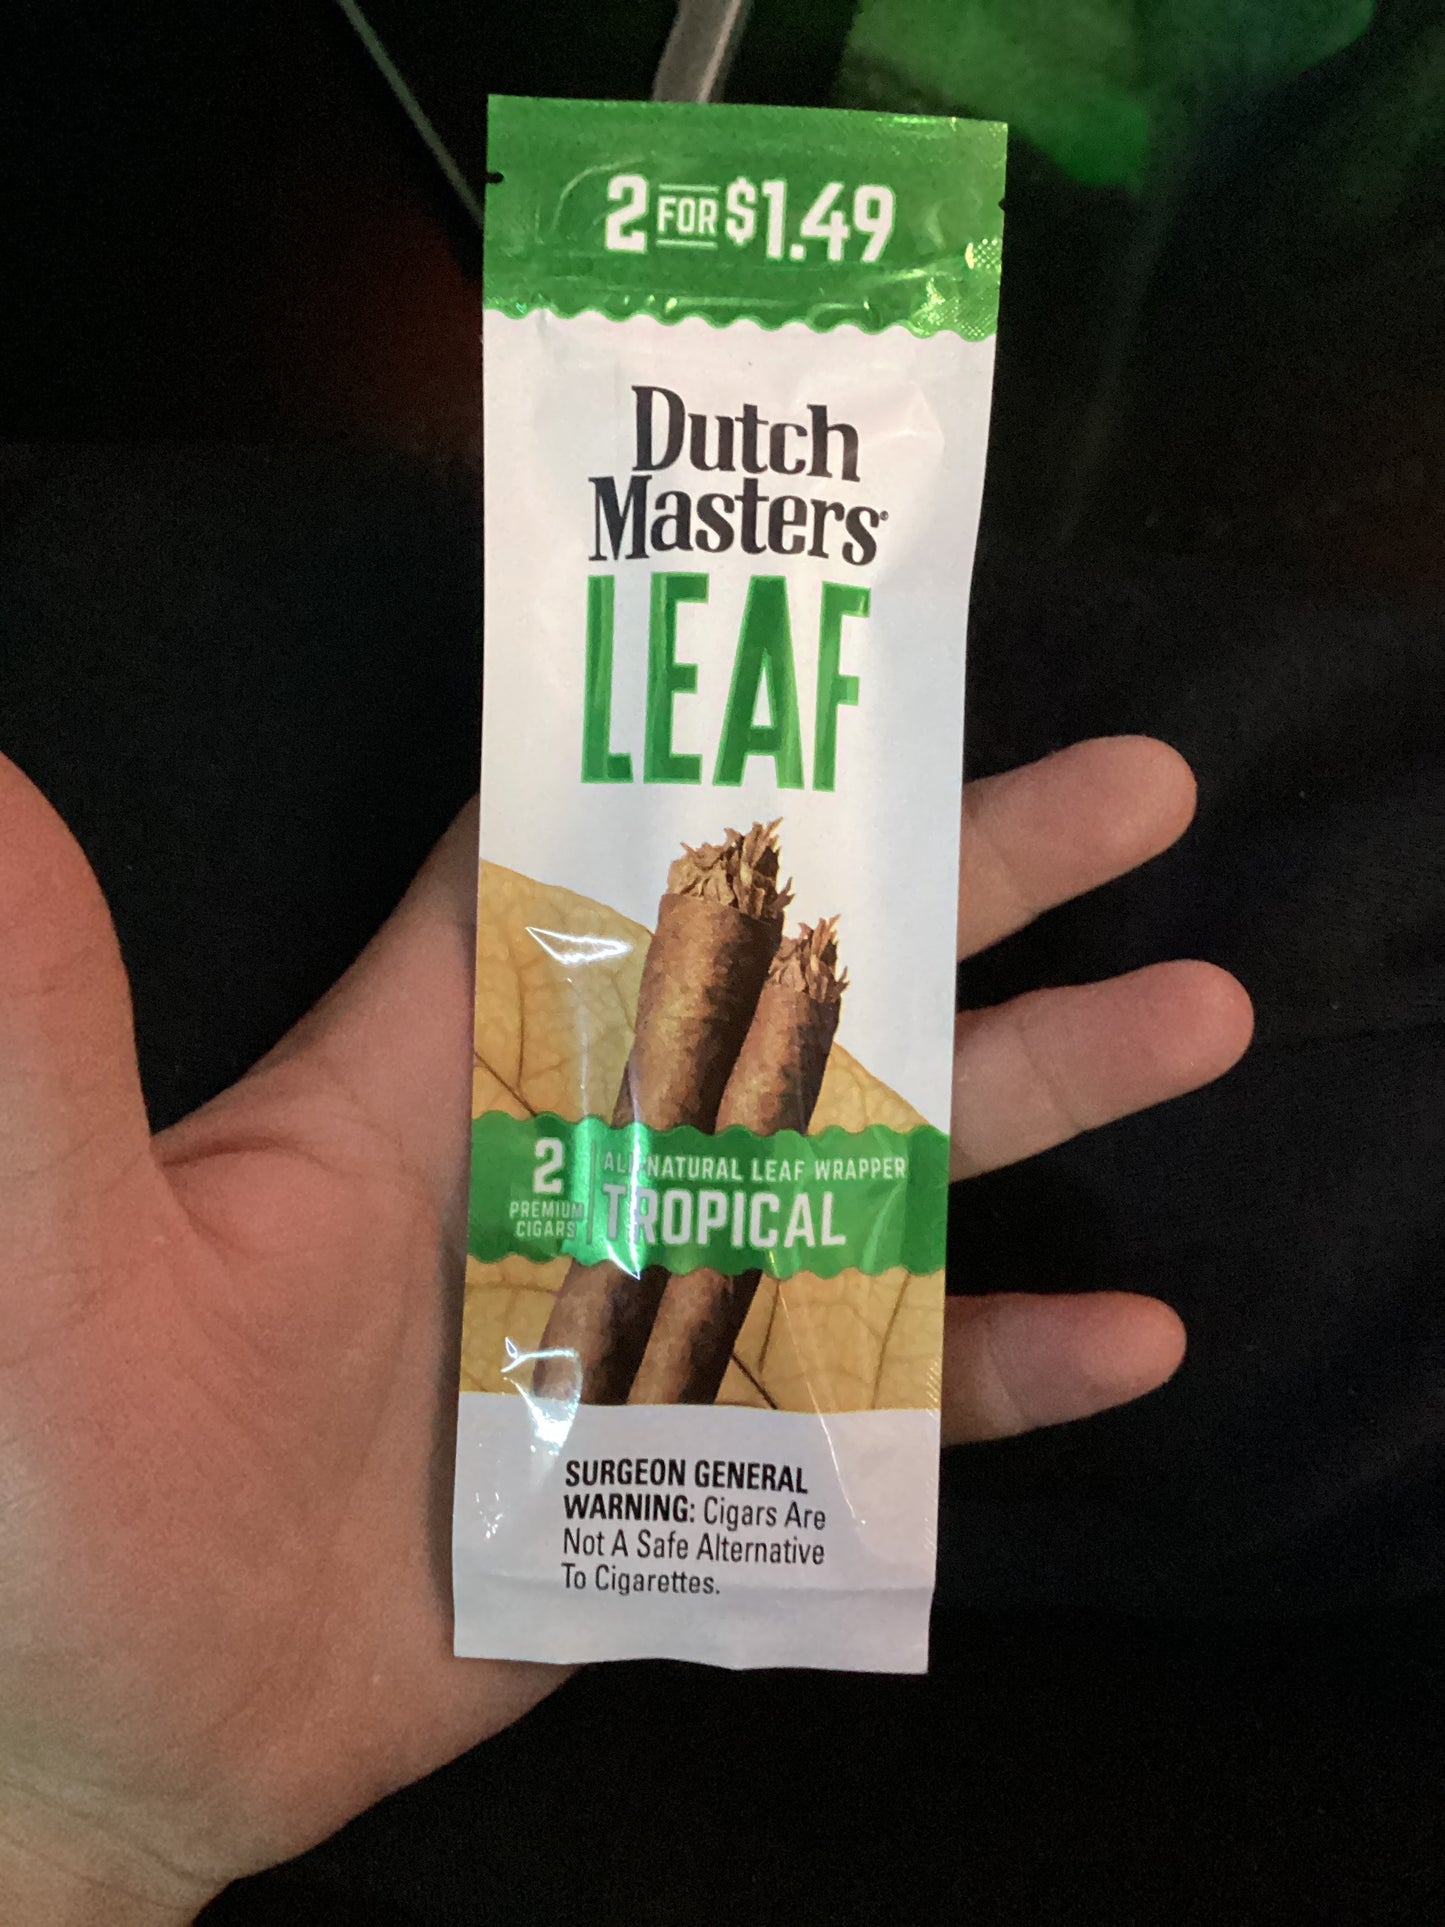 2 FOR $1.49
Dutch
Masters®
LEAF
2
PREMIUM
CIGARS
ALL NATURAL LEAF WRAPPER
TROPICAL
SURGEON GENERAL
WARNING: Cigars Are
Not A Safe Alternative
To Cigarettes.